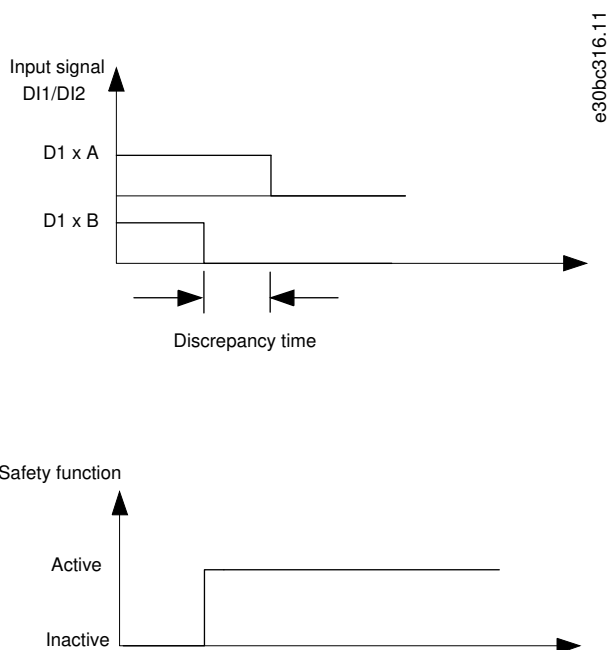 e30bc316.11
Input signal
DI1/DI2
D1 x A
D1 x B
Discrepancy time
Safety function
Active
Inactive